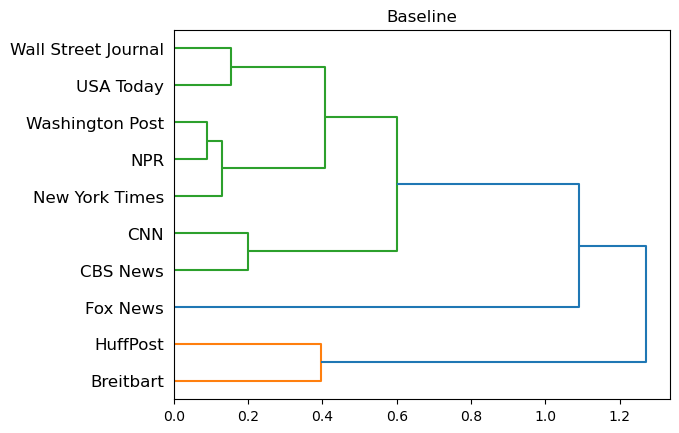 Baseline
Wall Street Journal
USA Today
Washington Post
NPR
New York Times
CNN
CBS News
Fox News
HuffPost
Breitbart
0.0 0.2 0.4 0.6 0.8 1.0 1.2